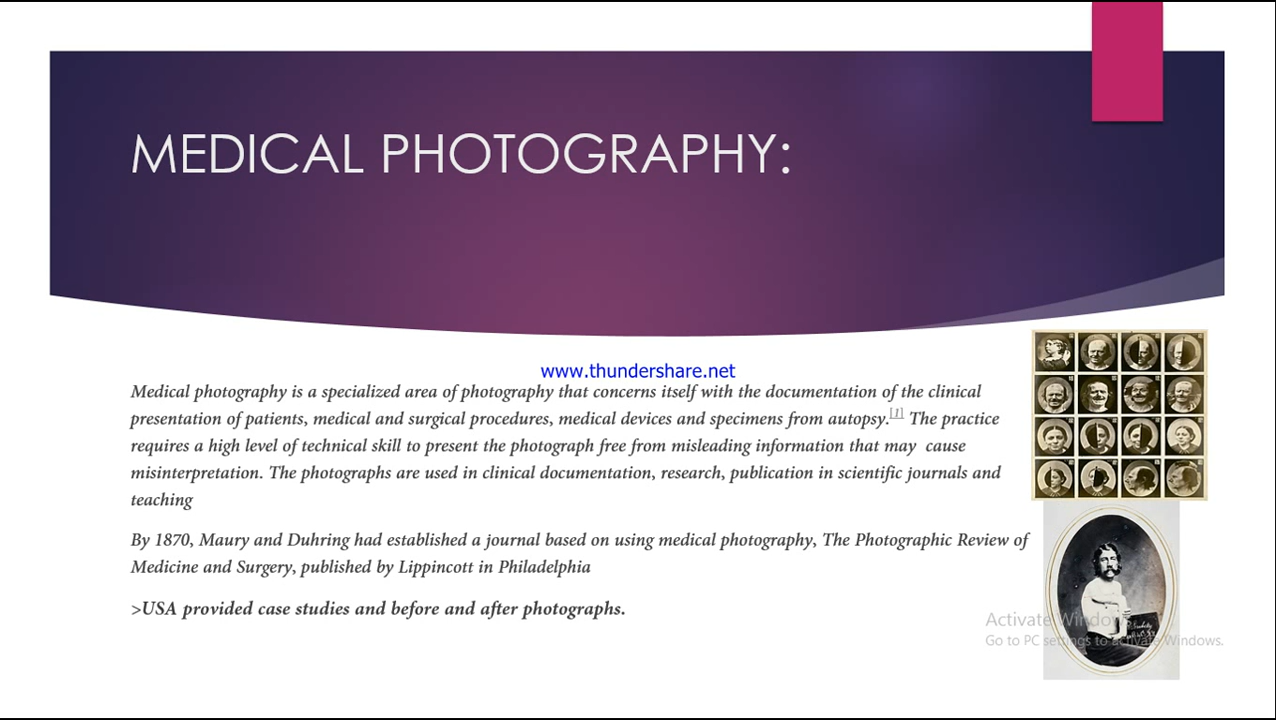 MEDICAL PHOTOGRAPHY:
www.thundershare.net
Medical photography is a specialized area of photography that concerns itself with the documentation of the clinical
presentation of patients, medical and surgical procedures, medical devices and specimens from autopsy.[1] The practice
requires a high level of technical skill to present the photograph free from misleading information that may cause
misinterpretation. The photographs are used in clinical documentation, research, publication in scientific journals and
teaching
By 1870, Maury and Duhring had established a journal based on using medical photography, The Photographic Review of
Medicine and Surgery, published by Lippincott in Philadelphia
>USA provided case studies and before and after photographs.
Activate Windows
Go to PC settings to activate Windows.